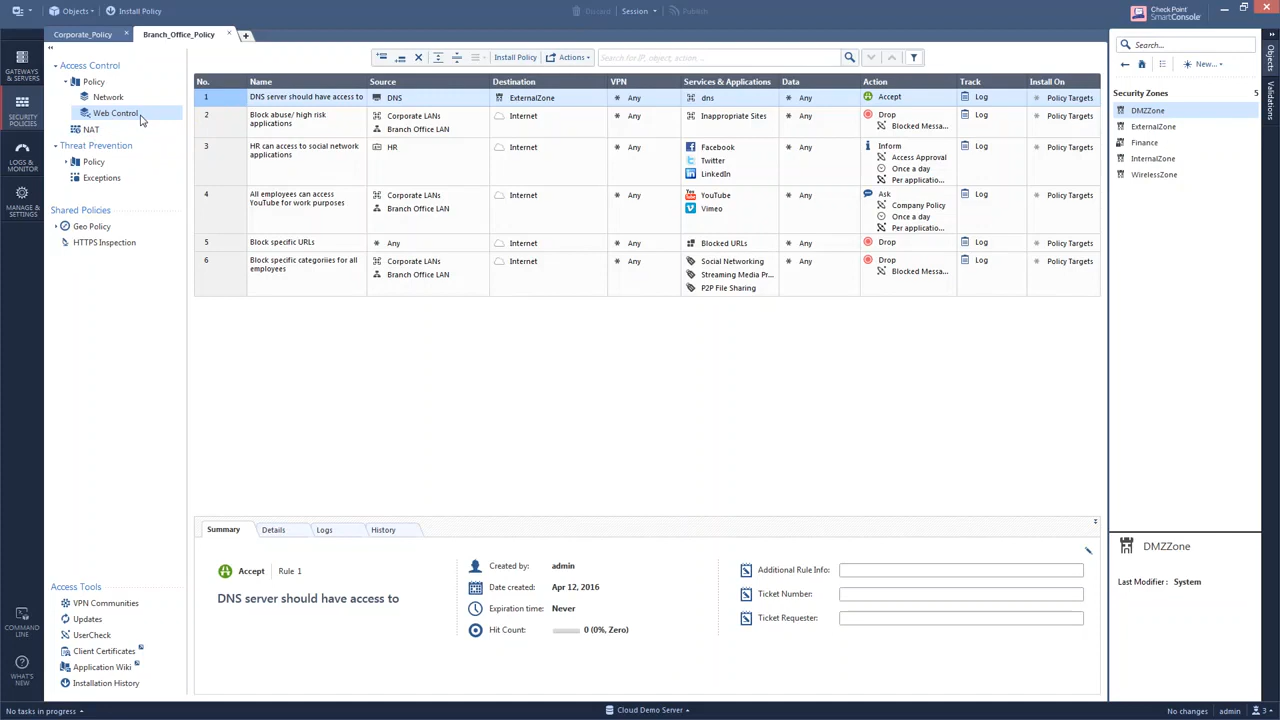 Objects
Install Policy
Discard
Session
Publish
Check Point
SmartConsole
Corporate_Policy
Branch_Office_Policy
GATEWAYS
& SERVERS
SECURITY
POLICIES
LOGS &
MONITOR
MANAGE &
SETTINGS
COMMAND
LINE
WHAT'S
NEW
Access Control
Policy
Network
Web Control
NAT
Threat Prevention
Policy
Exceptions
Shared Policies
Geo Policy
HTTPS Inspection
Access Tools
VPN Communities
Updates
UserCheck
Client Certificates
Application Wiki
Installation History
Install Policy
Actions
Search for IP, object, action...
No. Name Source Destination VPN Services & Applications Data Action Track Install On
1 DNS server should have access to DNS ExternalZone Any dns Any Accept Log Policy Targets
2 Block abuse/ high risk Corporate LANs Internet Any Inappropriate Sites Any Drop Log Policy Targets
applications Branch Office LAN Blocked Messa...
3 HR can access to social network HR Internet Any Facebook Any Inform Log Policy Targets
applications Twitter Access Approval
LinkedIn Once a day
Per applicatio...
4 All employees can access Corporate LANs Internet Any YouTube Any Ask Log Policy Targets
YouTube for work purposes Branch Office LAN Vimeo Company Policy
Once a day
Per applicatio...
5 Block specific URLs Any Internet Any Blocked URLs Any Drop Log Policy Targets
6 Block specific categoriies for all Corporate LANs Internet Any Social Networking Any Drop Log Policy Targets
employees Branch Office LAN Streaming Media Pr... Blocked Messa...
P2P File Sharing
Summary Details Logs History
Accept Rule 1
DNS server should have access to
Created by: admin
Date created: Apr 12, 2016
Expiration time: Never
Hit Count: 0 (0%, Zero)
Additional Rule Info:
Ticket Number:
Ticket Requester:
Search...
New...
Security Zones 5
DMZZone
ExternalZone
Finance
InternalZone
WirelessZone
DMZZone
Last Modifier: System
Objects
Validations
No tasks in progress
Cloud Demo Server
No changes
admin
3